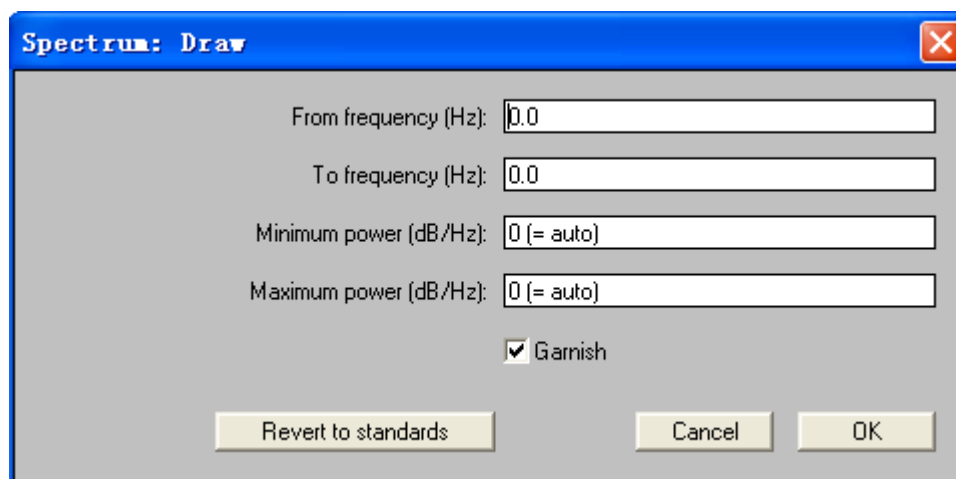 Spectrum: Draw
From frequency (Hz): 0.0
To frequency (Hz): 0.0
Minimum power (dB/Hz): 0 (= auto)
Maximum power (dB/Hz): 0 (= auto)
Garnish
Revert to standards Cancel OK